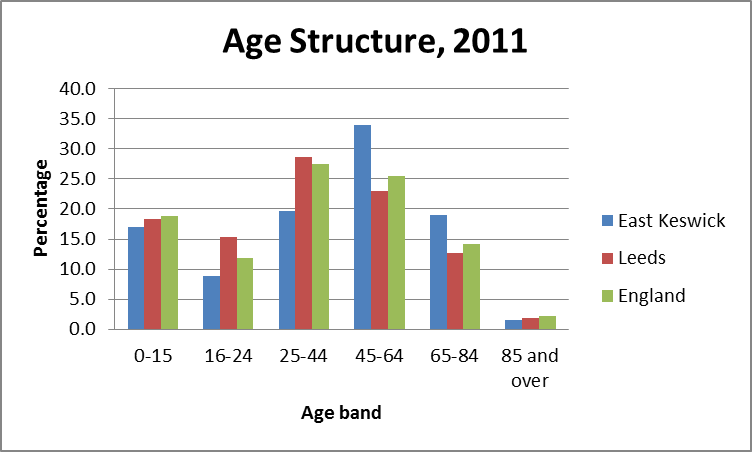 Age Structure, 2011
Percentage
40.0
35.0
30.0
25.0
20.0
15.0
10.0
5.0
0.0
0-15
16-24
25-44
45-64
65-84
85 and
over
Age band
East Keswick
Leeds
England